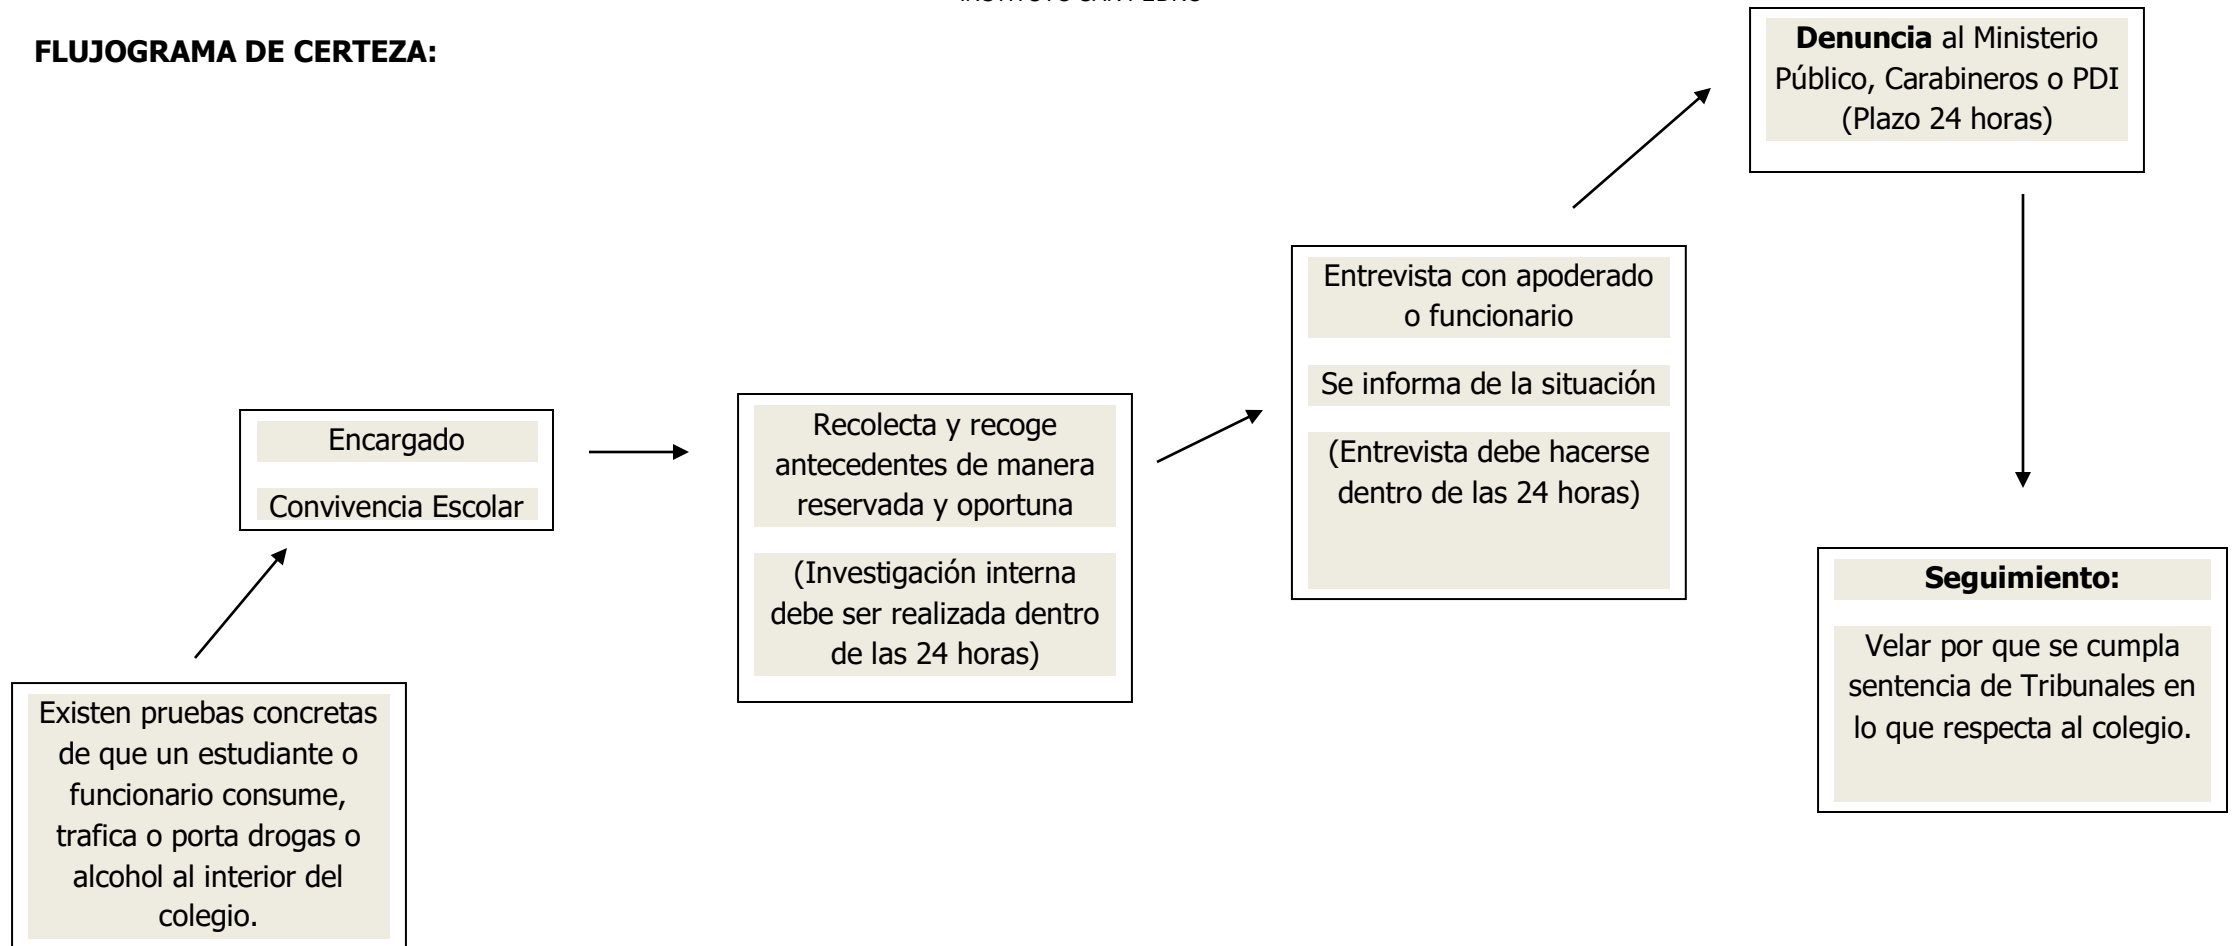 FLUJOGRAMA DE CERTEZA:
Existen pruebas concretas
de que un estudiante o
funcionario consume,
trafica o porta drogas o
alcohol al interior del
colegio.
Encargado
Convivencia Escolar
Recolecta y recoge
antecedentes de manera
reservada y oportuna
(Investigación interna
debe ser realizada dentro
de las 24 horas)
Entrevista con apoderado
o funcionario
Se informa de la situación
(Entrevista debe hacerse
dentro de las 24 horas)
Denuncia al Ministerio
Público, Carabineros o PDI
(Plazo 24 horas)
Seguimiento:
Velar por que se cumpla
sentencia de Tribunales en
lo que respecta al colegio.